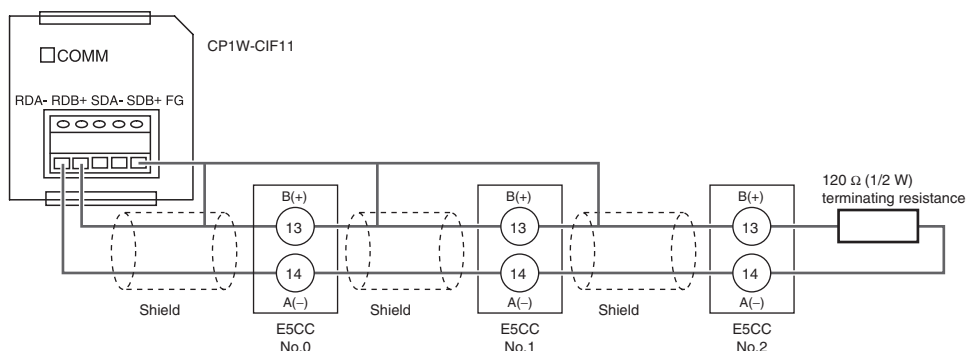 CP1W-CIF11
COMM
RDA- RDB+ SDA- SDB+ FG
120 Ω (1/2 W)
terminating resistance
B(+)
B(+)
B(+)
13
13
13
14
14
14
Shield
A(−)
Shield
A(−)
Shield
A(−)
E5CC
No.0
E5CC
No.1
E5CC
No.2